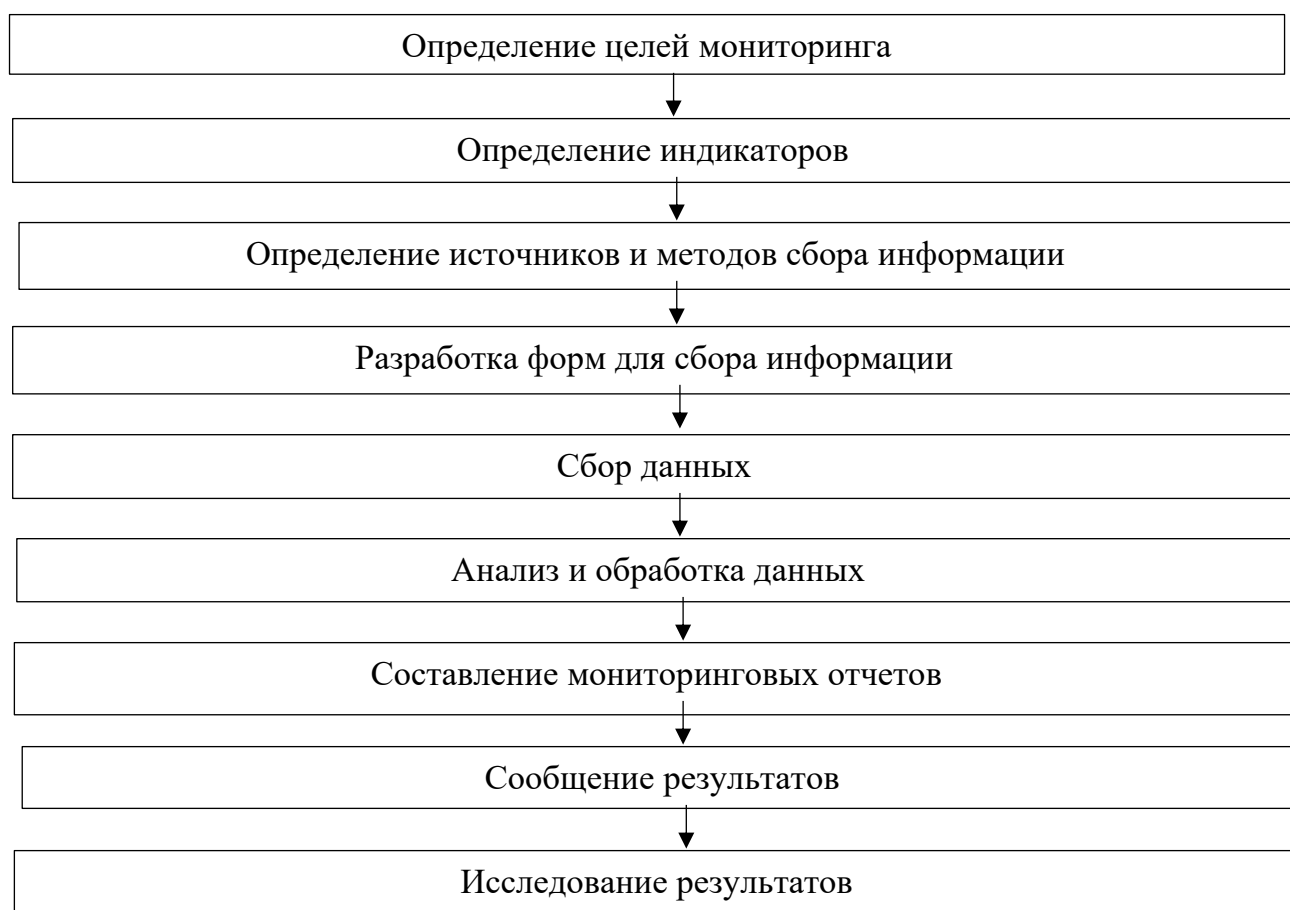 Определение целей мониторинга
Определение индикаторов
Определение источников и методов сбора информации
Разработка форм для сбора информации
Сбор данных
Анализ и обработка данных
Составление мониторинговых отчетов
Сообщение результатов
Исследование результатов